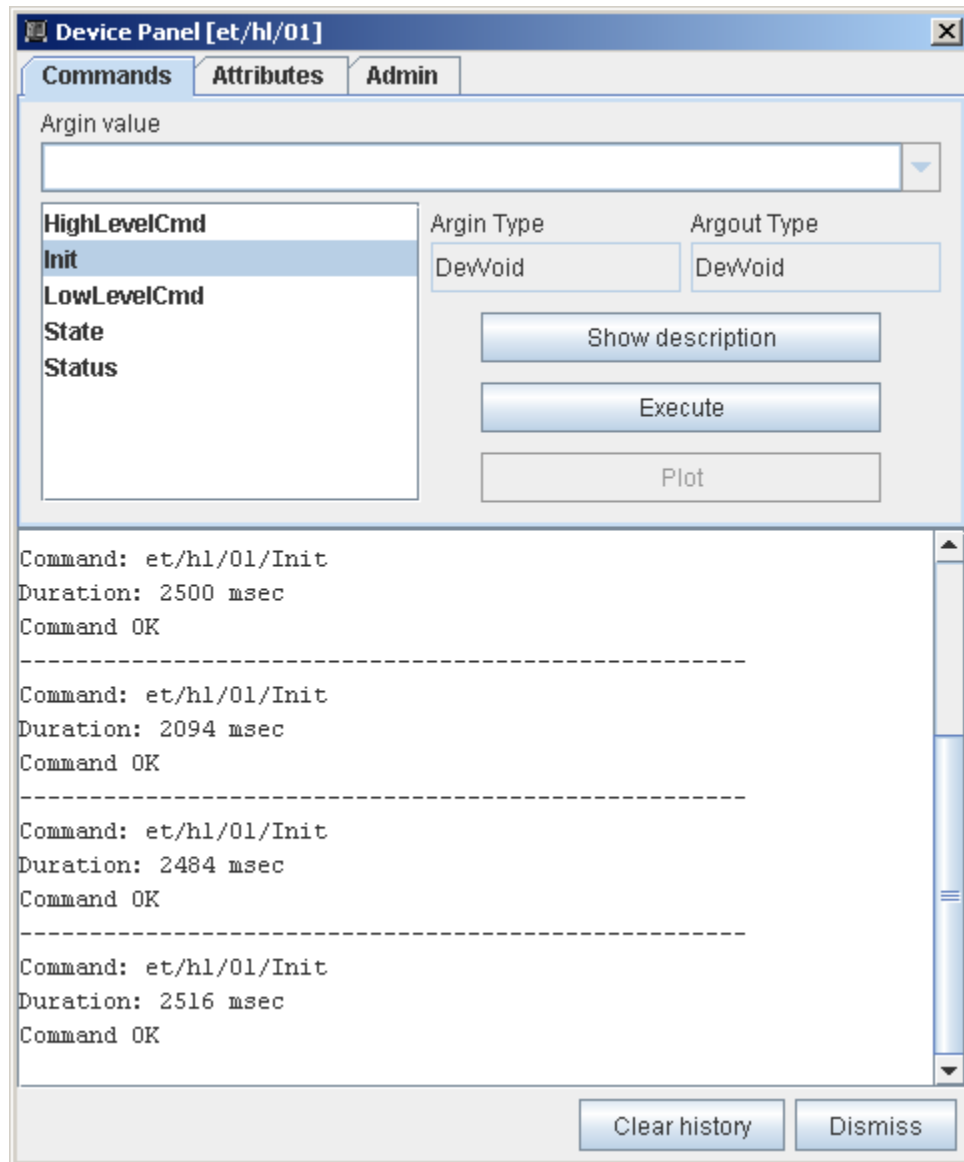 Device Panel [et/hl/01]
Commands Attributes Admin
Argin value
HighLevelCmd
Init
LowLevelCmd
State
Status
Argin Type Argout Type
DevVoid DevVoid
Show description
Execute
Plot
Command: et/hl/01/Init
Duration: 2500 msec
Command OK
----------------------------------------------------
Command: et/hl/01/Init
Duration: 2094 msec
Command OK
----------------------------------------------------
Command: et/hl/01/Init
Duration: 2484 msec
Command OK
----------------------------------------------------
Command: et/hl/01/Init
Duration: 2516 msec
Command OK
Clear history Dismiss